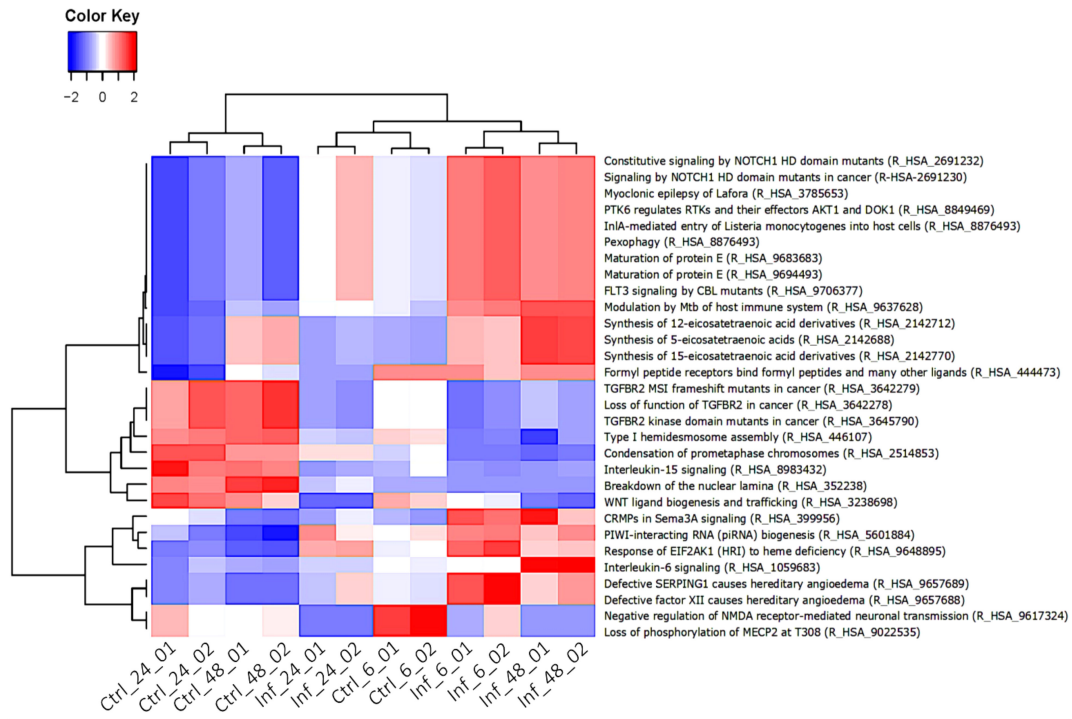 Color Key
−2 0 2
Constitutive signaling by NOTCH1 HD domain mutants (R_HSA_2691232)
Signaling by NOTCH1 HD domain mutants in cancer (R-HSA-2691230)
Myoclonic epilepsy of Lafora (R_HSA_3785653)
PTK6 regulates RTKs and their effectors AKT1 and DOK1 (R_HSA_8849469)
InlA-mediated entry of Listeria monocytogenes into host cells (R_HSA_8876493)
Pexophagy (R_HSA_8876493)
Maturation of protein E (R_HSA_9683683)
Maturation of protein E (R_HSA_9694493)
FLT3 signaling by CBL mutants (R_HSA_9706377)
Modulation by Mtb of host immune system (R_HSA_9637628)
Synthesis of 12-eicosatetraenoic acid derivatives (R_HSA_2142712)
Synthesis of 5-eicosatetraenoic acids (R_HSA_2142688)
Synthesis of 15-eicosatetraenoic acid derivatives (R_HSA_2142770)
Formyl peptide receptors bind formyl peptides and many other ligands (R_HSA_444473)
TGFBR2 MSI frameshift mutants in cancer (R_HSA_3642279)
Loss of function of TGFBR2 in cancer (R_HSA_3642278)
TGFBR2 kinase domain mutants in cancer (R_HSA_3645790)
Type I hemidesmosome assembly (R_HSA_446107)
Condensation of prometaphase chromosomes (R_HSA_2514853)
Interleukin-15 signaling (R_HSA_8983432)
Breakdown of the nuclear lamina (R_HSA_352238)
WNT ligand biogenesis and trafficking (R_HSA_3238698)
CRMPs in Sema3A signaling (R_HSA_399956)
PIWI-interacting RNA (piRNA) biogenesis (R_HSA_5601884)
Response of EIF2AK1 (HRI) to heme deficiency (R_HSA_9648895)
Interleukin-6 signaling (R_HSA_1059683)
Defective SERPING1 causes hereditary angioedema (R_HSA_9657689)
Defective factor XII causes hereditary angioedema (R_HSA_9657688)
Negative regulation of NMDA receptor-mediated neuronal transmission (R_HSA_9617324)
Loss of phosphorylation of MECP2 at T308 (R_HSA_9022535)
Ctrl_24_01
Ctrl_24_02
Ctrl_48_01
Ctrl_48_02
Inf_24_01
Inf_24_02
Ctrl_6_01
Ctrl_6_02
Inf_6_01
Inf_6_02
Inf_48_01
Inf_48_02